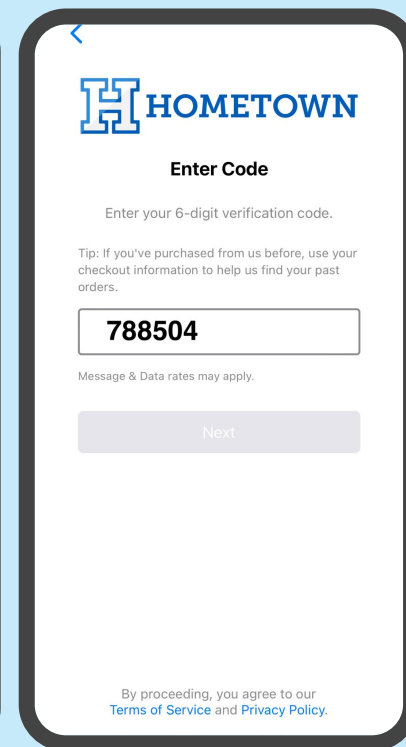 HOMETOWN
Enter Code
Enter your 6-digit verification code.
Tip: If you've purchased from us before, use your
checkout information to help us find your past
orders.
788504
Message & Data rates may apply.
Next
By proceeding, you agree to our
Terms of Service and Privacy Policy.